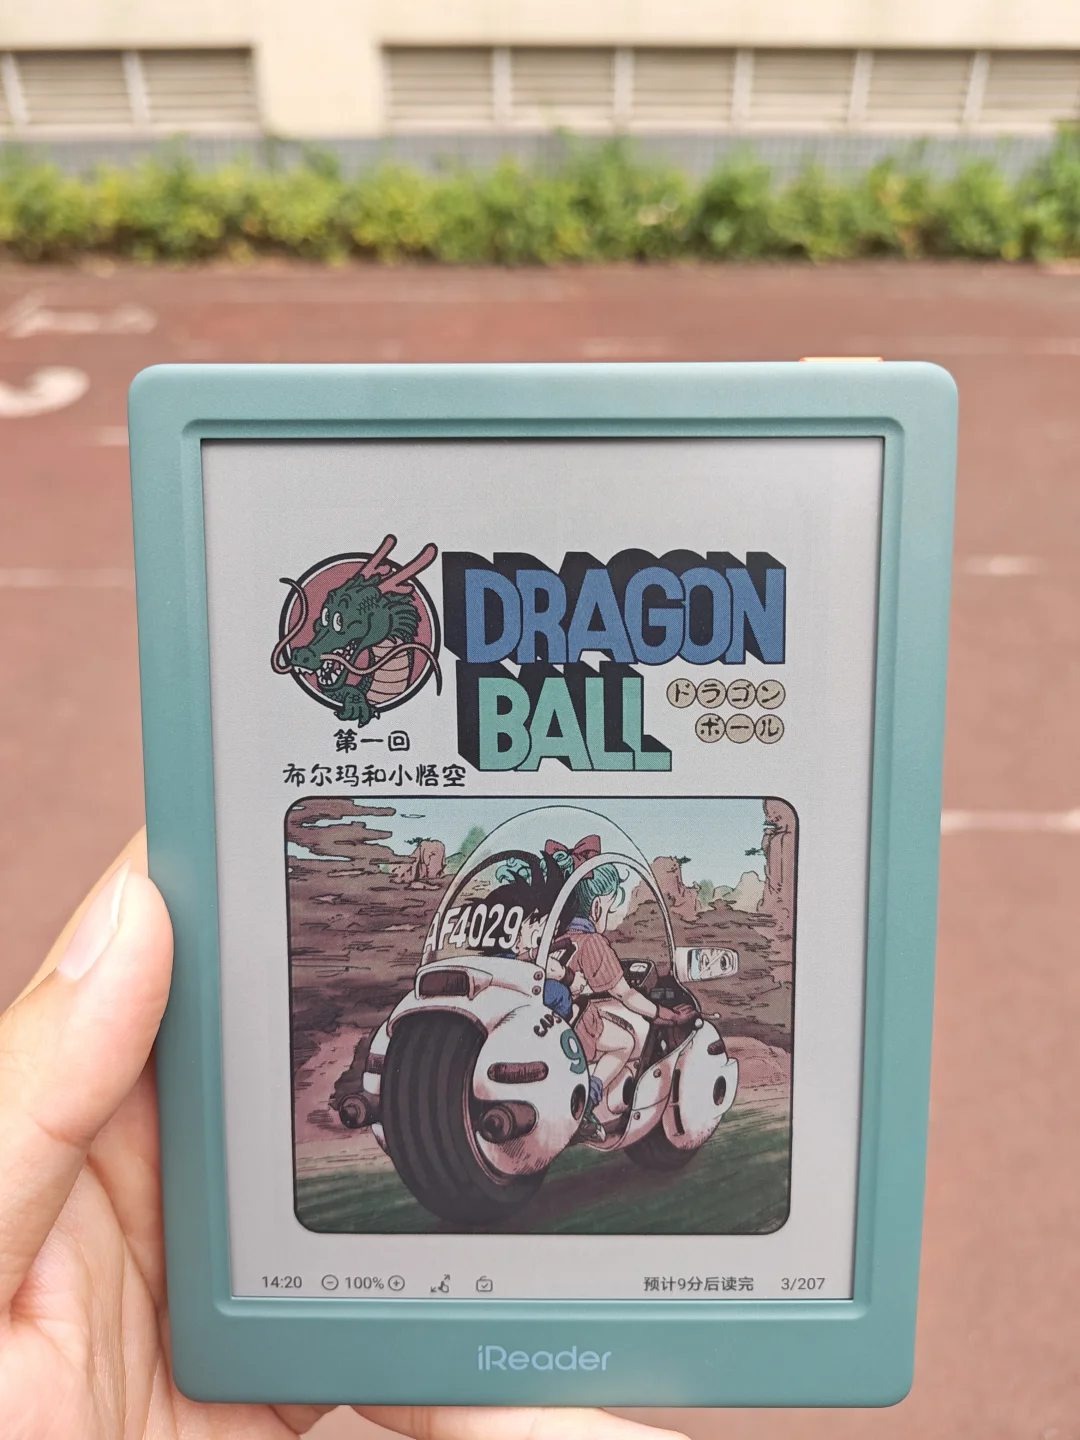 DRAGON
BALL
ドラゴン
ボール
第一回
布尔玛和小悟空
AF4029
CAPS
9
14:20 100% 预计9分后读完 3/207
iReader